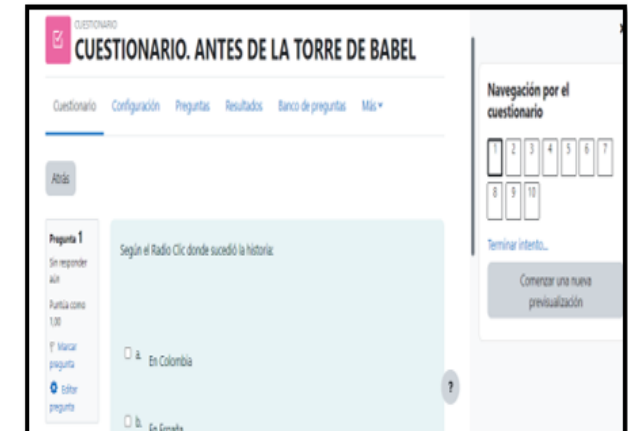 CUESTIONARIO
CUESTIONARIO. ANTES DE LA TORRE DE BABEL
Cuestionario Configuración Preguntas Resultados Banco de preguntas Más
Atrás
Pregunta 1
Sin responder
aún
Puntúa como
1,00
Marcar
pregunta
Editar
pregunta
Según el Radio Clic donde sucedió la historia:
a. En Colombia
b. En España
?
Navegación por el
cuestionario
1 2 3 4 5 6 7
8 9 10
Terminar intento...
Comenzar una nueva
previsualización